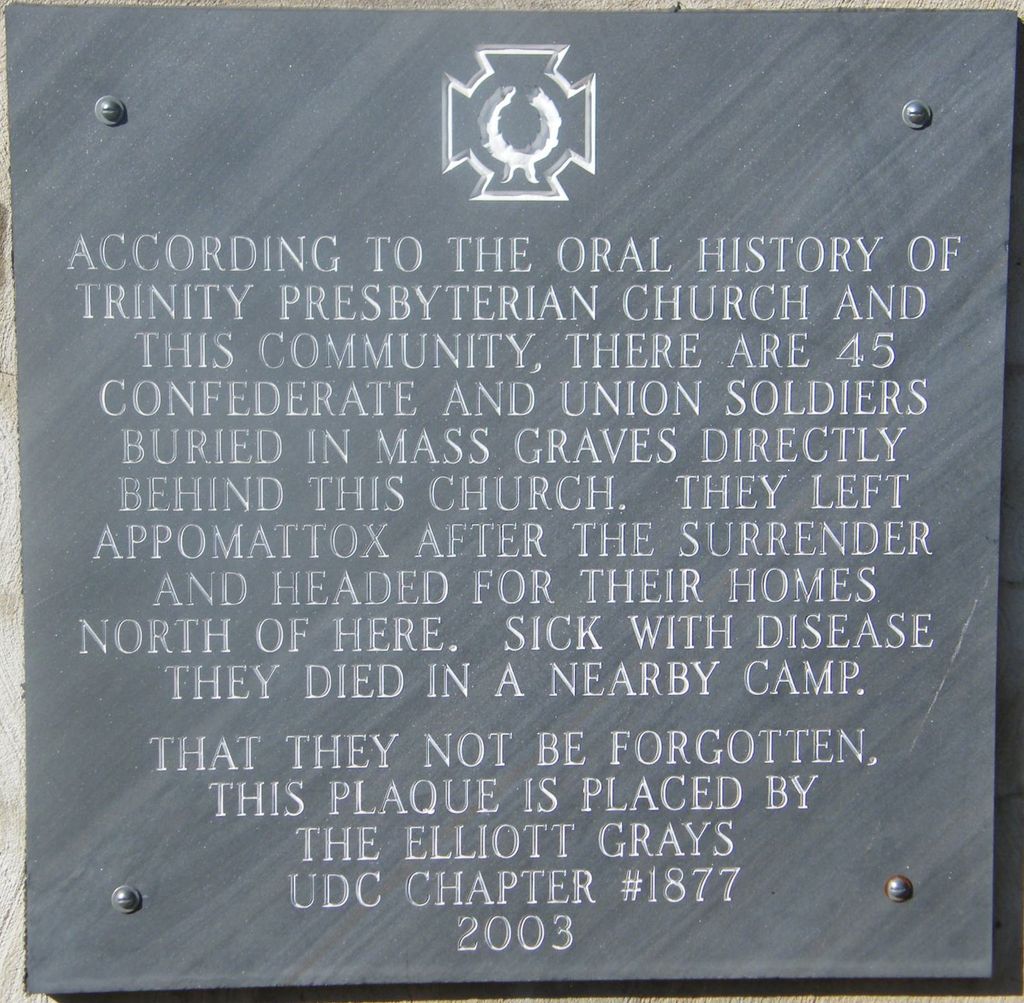 ACCORDING TO THE ORAL HISTORY OF
TRINITY PRESBYTERIAN CHURCH AND
THIS COMMUNITY, THERE ARE 45
CONFEDERATE AND UNION SOLDIERS
BURIED IN MASS GRAVES DIRECTLY
BEHIND THIS CHURCH. THEY LEFT
APPOMATTOX AFTER THE SURRENDER
AND HEADED FOR THEIR HOMES
NORTH OF HERE. SICK WITH DISEASE
THEY DIED IN A NEARBY CAMP.
THAT THEY NOT BE FORGOTTEN,
THIS PLAQUE IS PLACED BY
THE ELLIOTT GRAYS
UDC CHAPTER #1877
2003